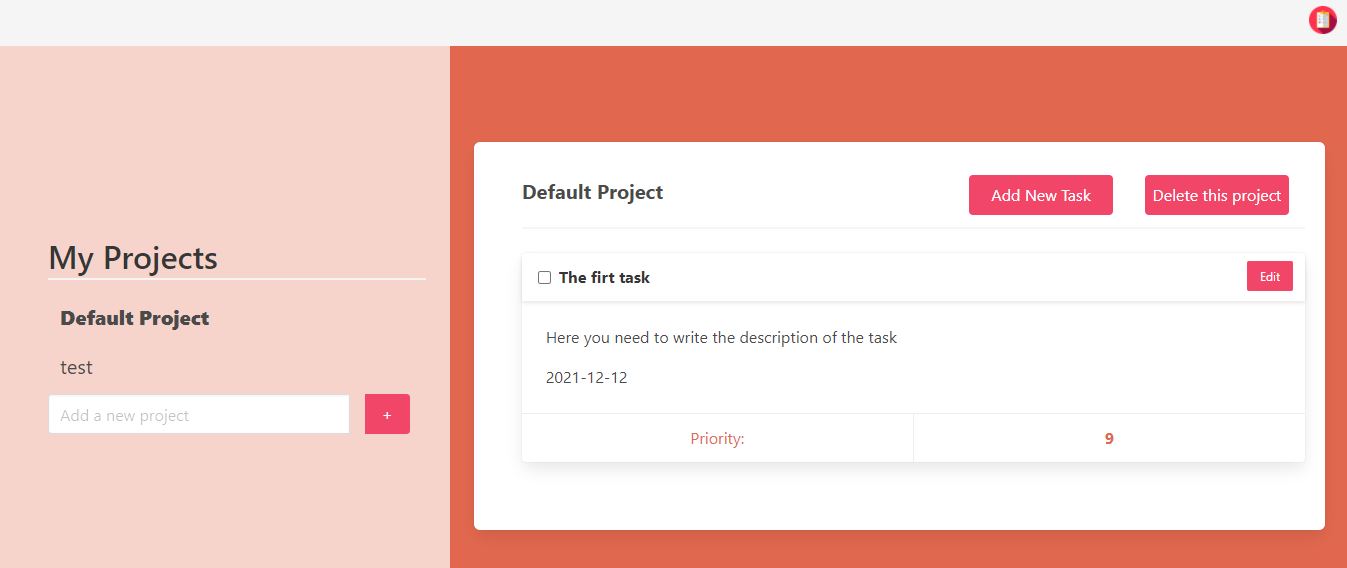 My Projects
Default Project
test
Add a new project
+
Default Project
Add New Task
Delete this project
The firt task
Edit
Here you need to write the description of the task
2021-12-12
Priority:
9